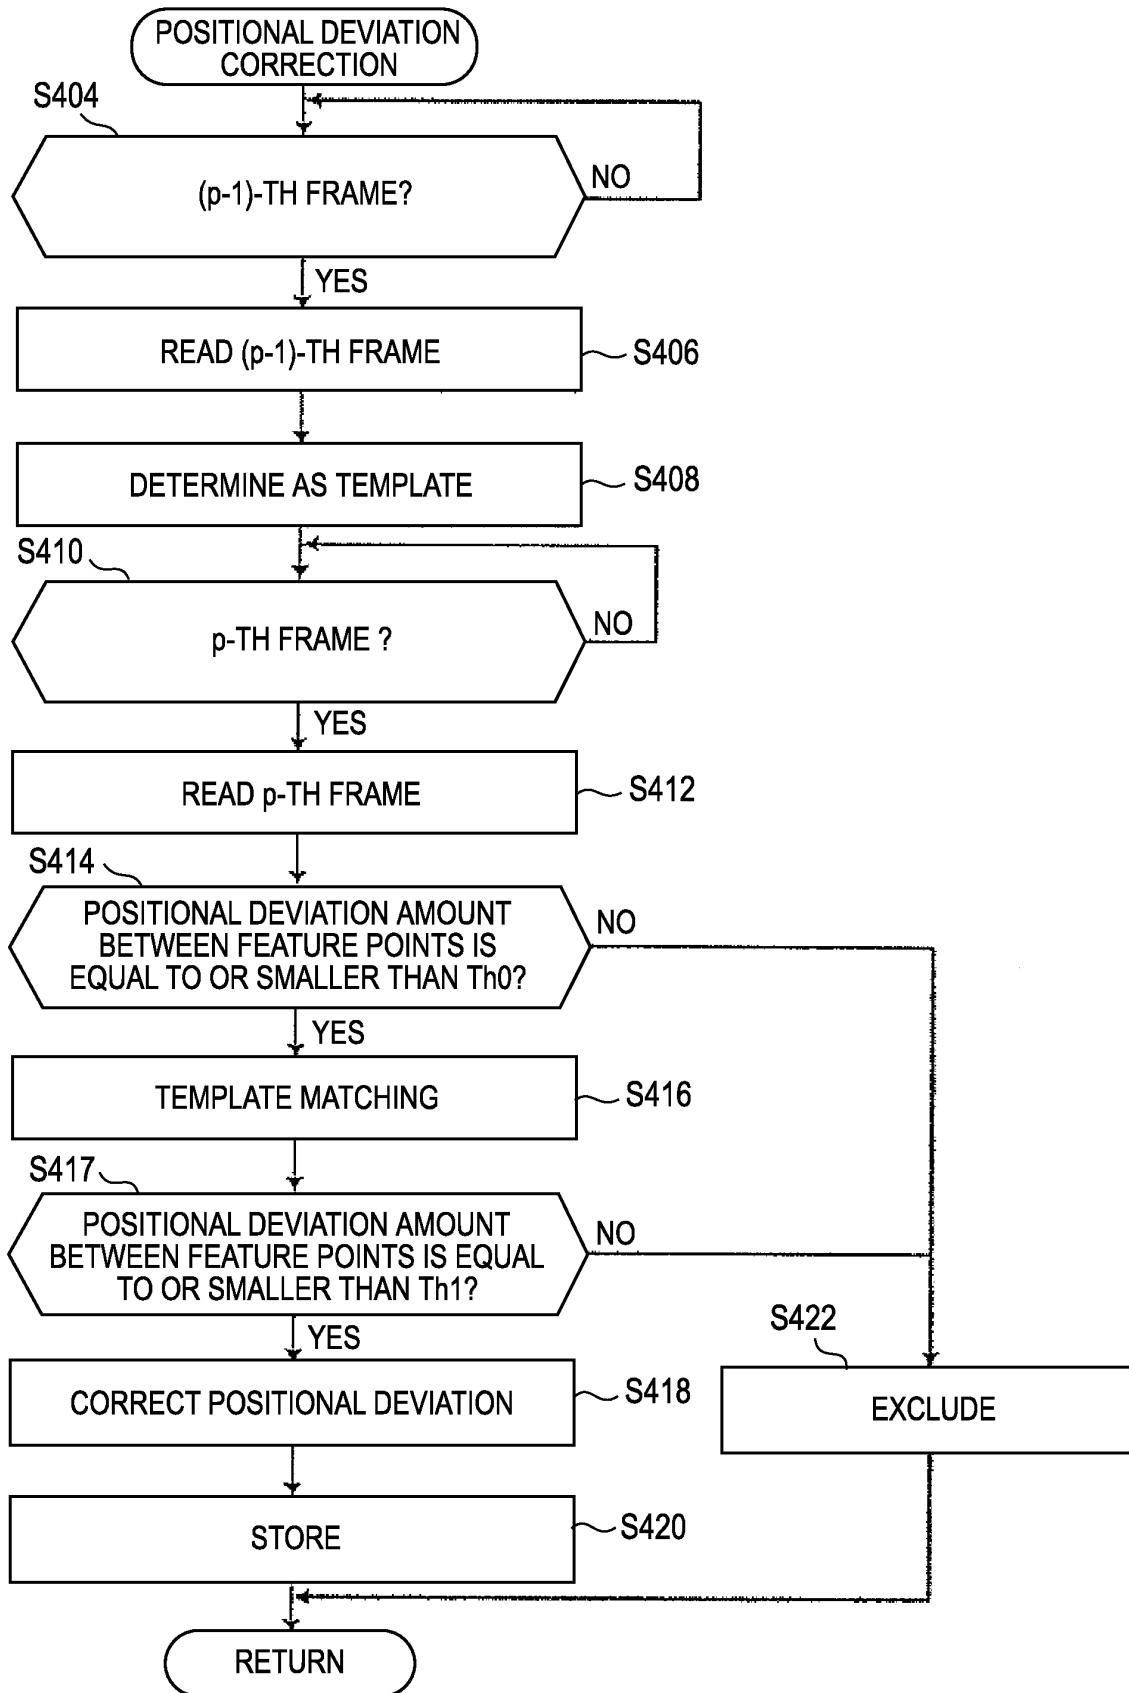 POSITIONAL DEVIATION
CORRECTION
S404
(p-1)-TH FRAME?
NO
YES
READ (p-1)-TH FRAME
S406
DETERMINE AS TEMPLATE
S408
S410
p-TH FRAME ?
NO
YES
READ p-TH FRAME
S412
S414
POSITIONAL DEVIATION AMOUNT
BETWEEN FEATURE POINTS IS
EQUAL TO OR SMALLER THAN Th0?
NO
YES
TEMPLATE MATCHING
S416
S417
POSITIONAL DEVIATION AMOUNT
BETWEEN FEATURE POINTS IS EQUAL
TO OR SMALLER THAN Th1?
NO
YES
S422
CORRECT POSITIONAL DEVIATION
S418
EXCLUDE
STORE
S420
RETURN